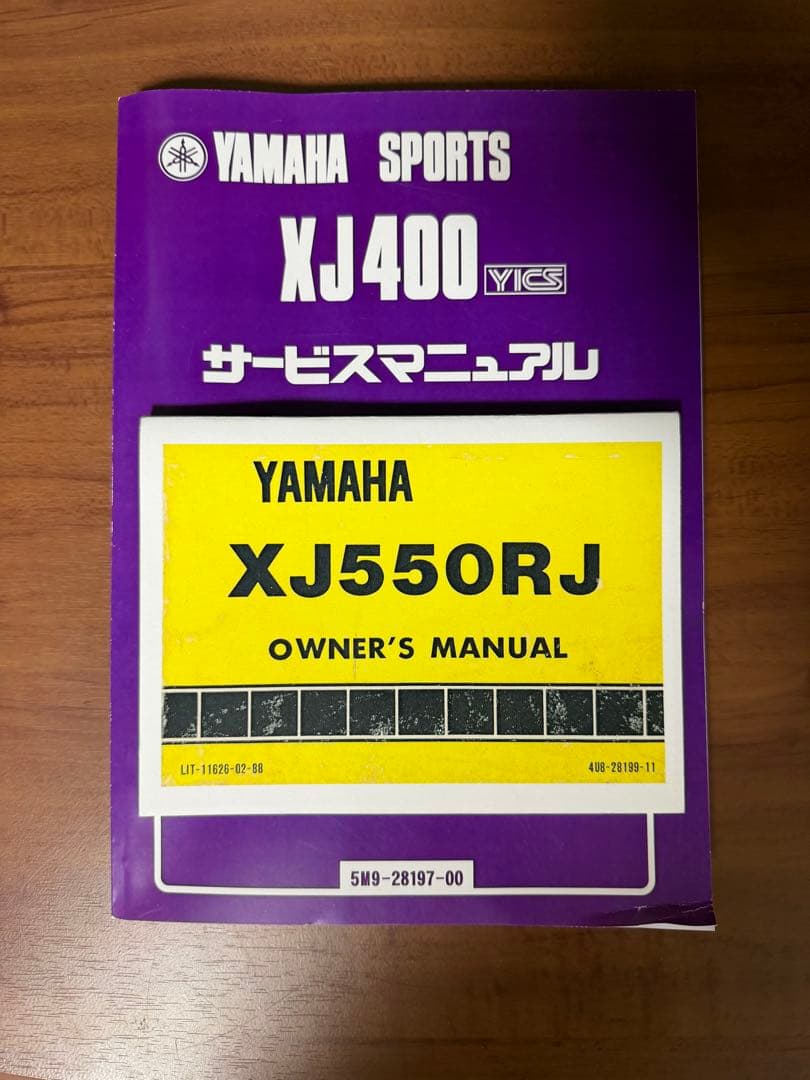 YAMAHA SPORTS
XJ400 YICS
サービスマニュアル
YAMAHA
XJ550RJ
OWNER'S MANUAL
LIT-11626-02-88
4U8-28199-11
5M9-28197-00